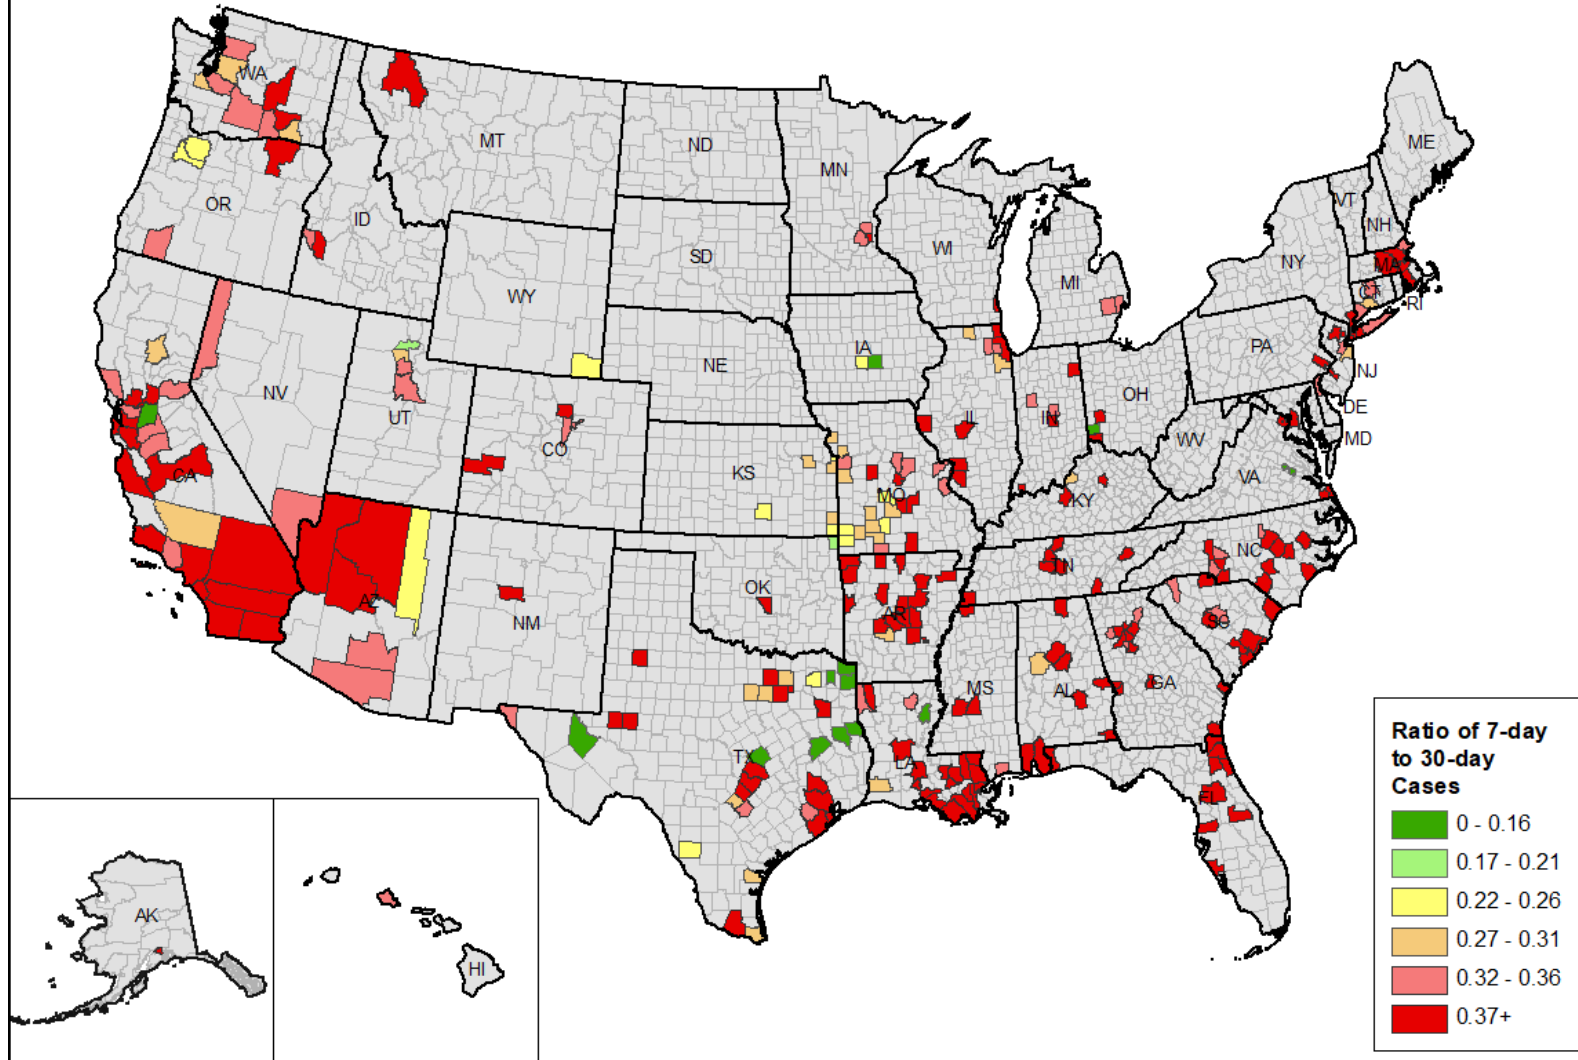 WA
MT
ND
MN
ME
OR
ID
SD
WI
MI
VT
NH
NY
MA
CT
RI
WY
IA
NE
PA
NJ
NV
UT
CO
IL
IN
OH
DE
MD
WV
VA
CA
KS
MO
KY
AZ
NM
OK
AR
TN
NC
SC
MS
AL
GA
TX
LA
FL
AK
HI
Ratio of 7-day
to 30-day
Cases
0 - 0.16
0.17 - 0.21
0.22 - 0.26
0.27 - 0.31
0.32 - 0.36
0.37+